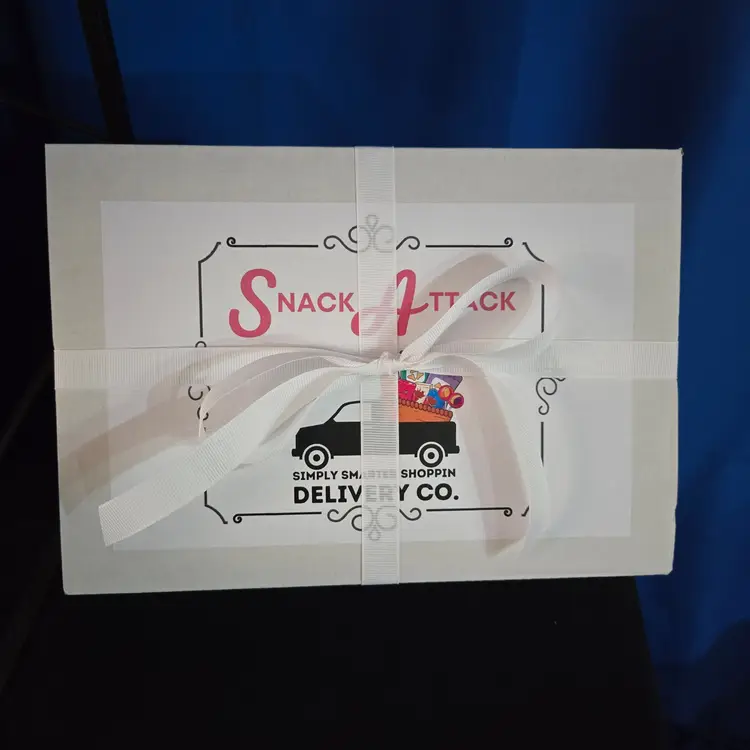 SNACK ATTACK
SIMPLY SMARTER SHOPPIN
DELIVERY CO.